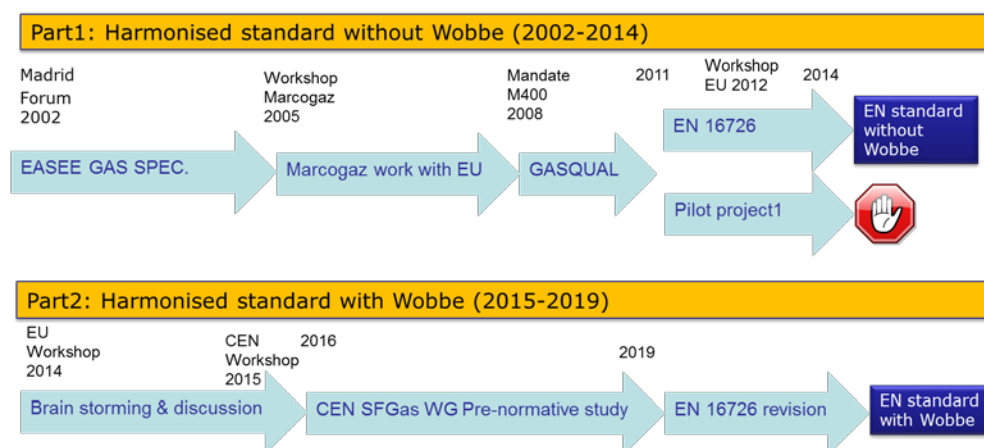 Part1: Harmonised standard without Wobbe (2002-2014)
Madrid
Forum
2002
Workshop
Marcogaz
2005
Mandate
M400
2008
2011
Workshop
EU 2012
2014
EASEE GAS SPEC.
Marcogaz work with EU
GASQUAL
EN 16726
EN standard
without
Wobbe
Pilot project1
Part2: Harmonised standard with Wobbe (2015-2019)
EU
Workshop
2014
CEN
Workshop
2015
2016
2019
Brain storming & discussion
CEN SFGas WG Pre-normative study
EN 16726 revision
EN standard
with Wobbe